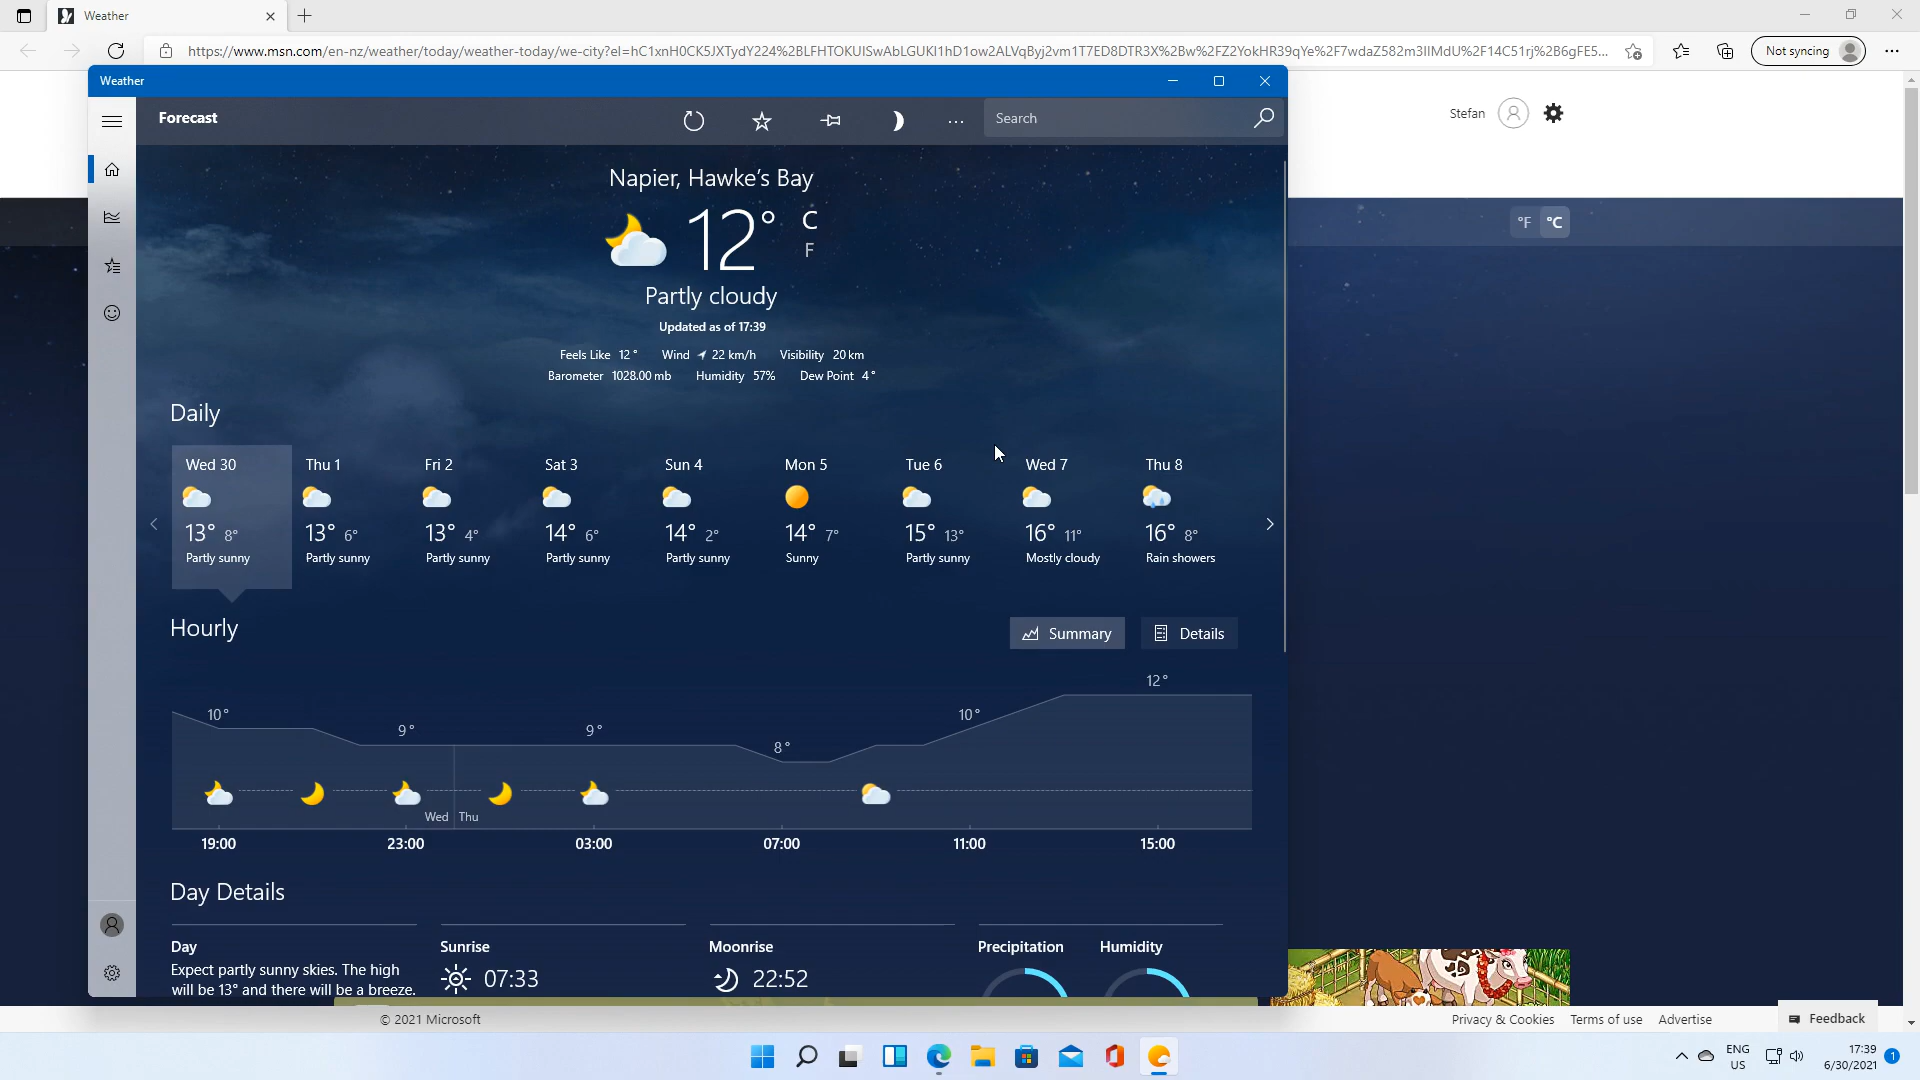 Weather
https://www.msn.com/en-nz/weather/today/weather-today/we-city?el=hC1xnH0CK5JXTydY224%2BLFHTOKUISwAbLGUKI1hD1ow2ALVqByj2vm1T7ED8DTR3X%2Bw%2FZ2YokHR39qYe%2F7wdaZ582m3IIMdU%2F14C51rj%2B6gFE5...
Not syncing
Weather
Forecast
Search
Stefan
Napier, Hawke's Bay
12° C
F
°F °C
Partly cloudy
Updated as of 17:39
Feels Like 12° Wind 22 km/h Visibility 20 km
Barometer 1028.00 mb Humidity 57% Dew Point 4°
Daily
Wed 30 Thu 1 Fri 2 Sat 3 Sun 4 Mon 5 Tue 6 Wed 7 Thu 8
13° 8° 13° 6° 13° 4° 14° 6° 14° 2° 14° 7° 15° 13° 16° 11° 16° 8°
Partly sunny Partly sunny Partly sunny Partly sunny Partly sunny Sunny Partly sunny Mostly cloudy Rain showers
Hourly
Summary Details
12°
10° 9° 9° 8° 10°
Wed Thu
19:00 23:00 03:00 07:00 11:00 15:00
Day Details
Day Sunrise Moonrise Precipitation Humidity
Expect partly sunny skies. The high
will be 13° and there will be a breeze.
07:33 22:52
© 2021 Microsoft
Privacy & Cookies Terms of use Advertise Feedback
ENG
US
17:39
6/30/2021
1